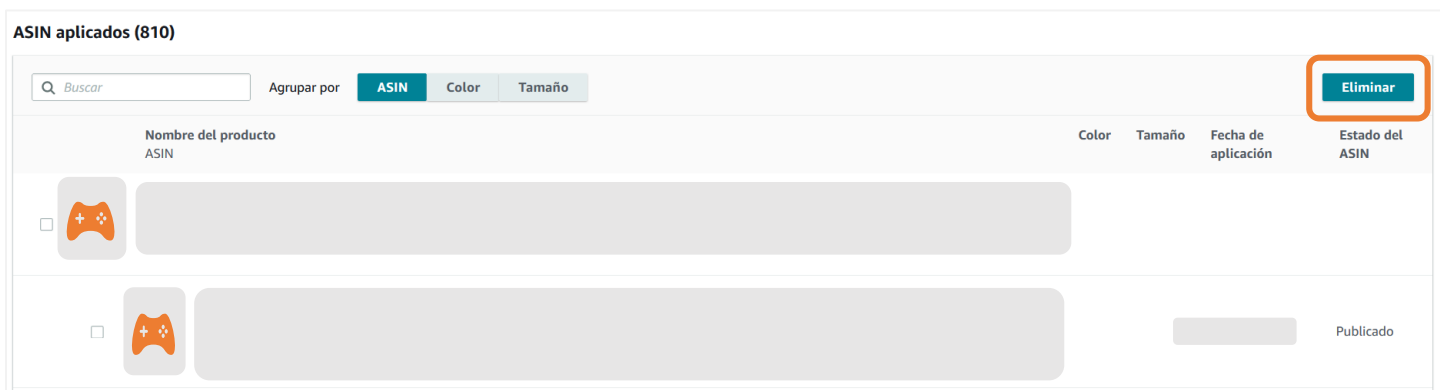 ASIN aplicados (810)
Buscar
Agrupar por
ASIN
Color
Tamaño
Eliminar
Nombre del producto
ASIN
Color
Tamaño
Fecha de
aplicación
Estado del
ASIN
Publicado